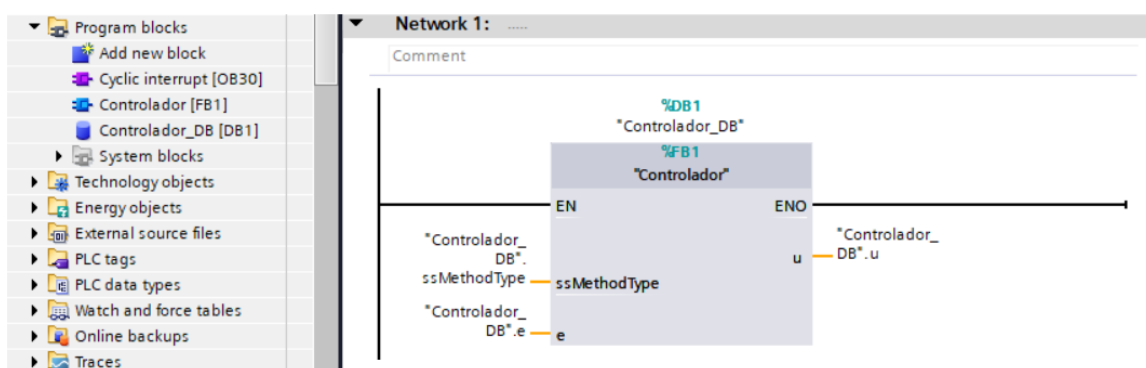 Program blocks
Add new block
Cyclic interrupt [OB30]
Controlador [FB1]
Controlador_DB [DB1]
System blocks
Technology objects
Energy objects
External source files
PLC tags
PLC data types
Watch and force tables
Online backups
Traces
Network 1: .....
Comment
%DB1
"Controlador_DB"
%FB1
"Controlador"
EN ENO
"Controlador_
DB".
ssMethodType
ssMethodType
"Controlador_
DB".e
e
u
"Controlador_
DB".u